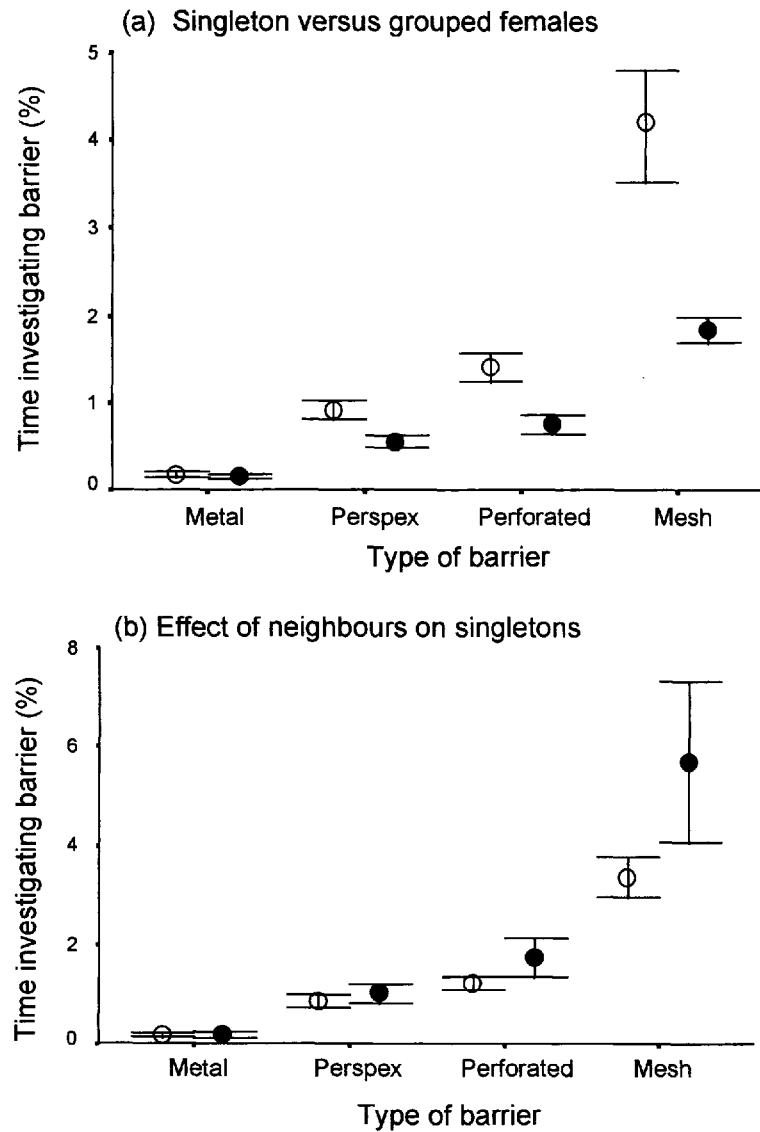 (a) Singleton versus grouped females
Time investigating barrier (%)
5
4
3
2
1
0
Metal Perspex Perforated Mesh
Type of barrier
(b) Effect of neighbours on singletons
Time investigating barrier (%)
8
6
4
2
0
Metal Perspex Perforated Mesh
Type of barrier